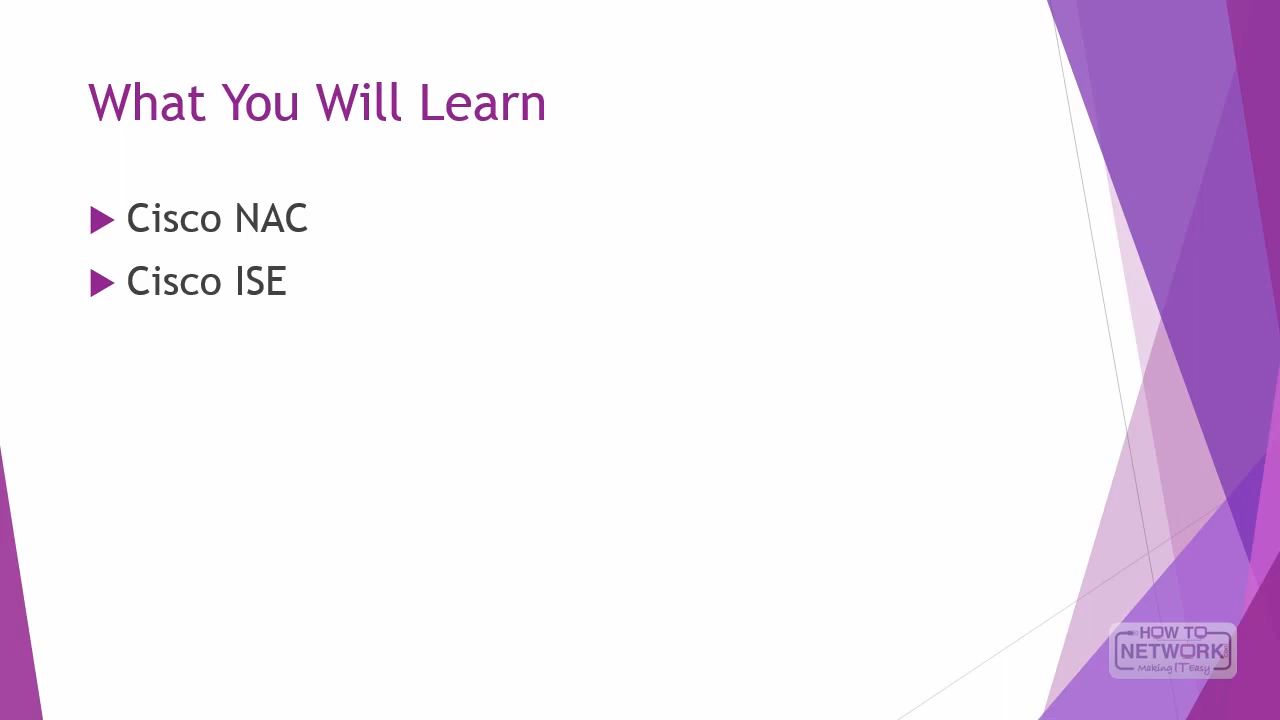 What You Will Learn
Cisco NAC
Cisco ISE
HOW TO
NETWORK
Making IT Easy